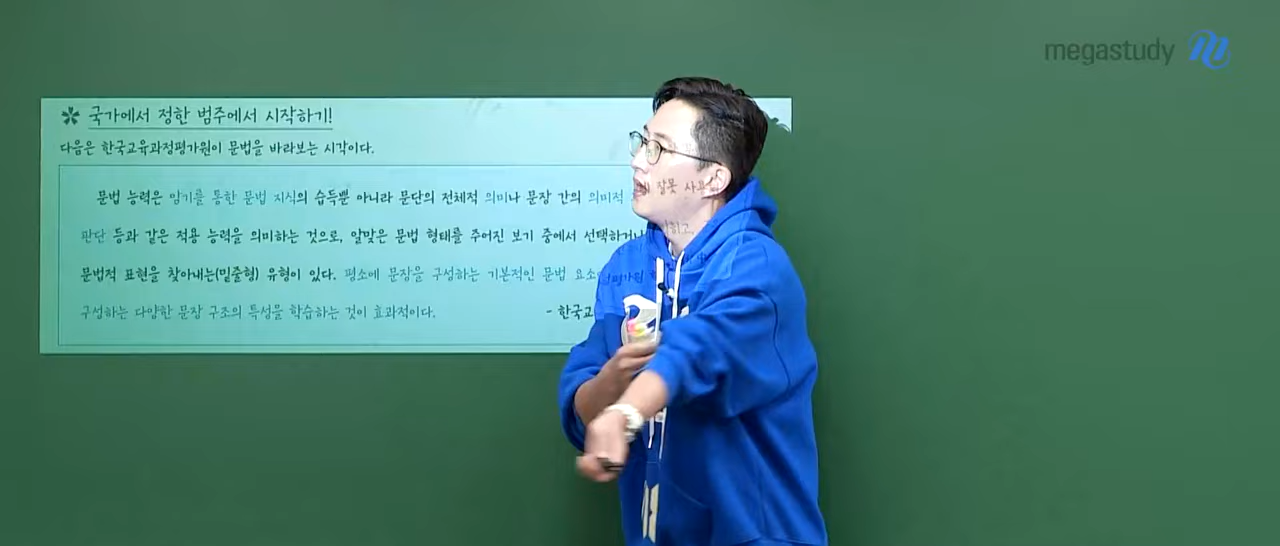 megastudy
국가에서 정한 범주에서 시작하기!
다음은 한국교육과정평가원이 문법을 바라보는 시각이다.
문법 능력은 암기를 통한 문법 지식의 습득뿐 아니라 문단의 전체적 의미나 문장 간의 의미적 잘못 사
판단 등과 같은 적용 능력을 의미하는 것으로, 알맞은 문법 형태를 주어진 보기 중에서 선택하거나
문법적 표현을 찾아내는(밑줄형) 유형이 있다. 평소에 문장을 구성하는 기본적인 문법 요소
구성하는 다양한 문장 구조의 특성을 학습하는 것이 효과적이다.
- 한국교